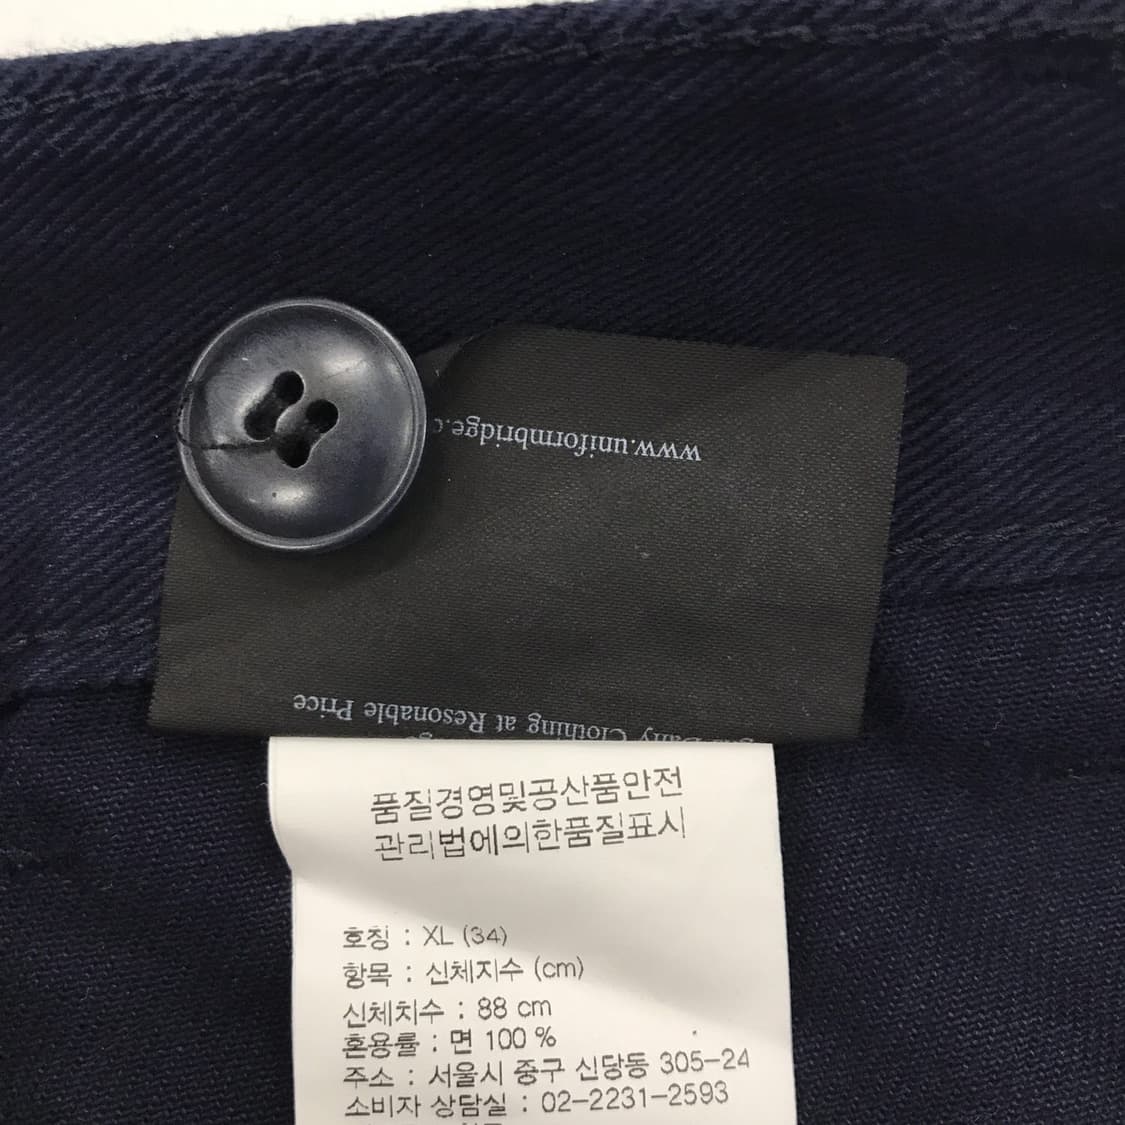 www.uniformbridge.c
Daily Clothing at Resonable Price
품질경영및공산품안전
관리법에의한품질표시
호칭 : XL (34)
항목 : 신체지수 (cm)
신체치수 : 88 cm
혼용률 : 면 100 %
주소 : 서울시 중구 신당동 305-24
소비자 상담실 : 02-2231-2593